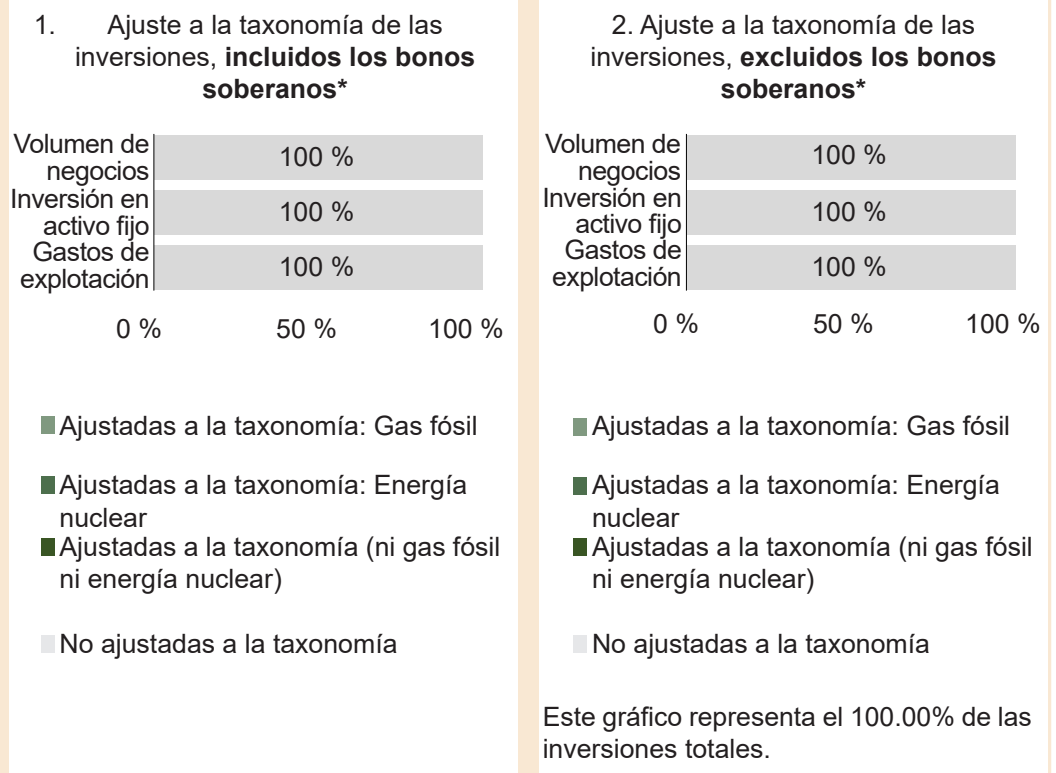 1. Ajuste a la taxonomía de las
inversiones, incluidos los bonos
soberanos*
Volumen de
negocios
100 %
Inversión en
activo fijo
100 %
Gastos de
explotación
100 %
0 % 50 % 100 %
Ajustadas a la taxonomía: Gas fósil
Ajustadas a la taxonomía: Energía
nuclear
Ajustadas a la taxonomía (ni gas fósil
ni energía nuclear)
No ajustadas a la taxonomía
2. Ajuste a la taxonomía de las
inversiones, excluidos los bonos
soberanos*
Volumen de
negocios
100 %
Inversión en
activo fijo
100 %
Gastos de
explotación
100 %
0 % 50 % 100 %
Ajustadas a la taxonomía: Gas fósil
Ajustadas a la taxonomía: Energía
nuclear
Ajustadas a la taxonomía (ni gas fósil
ni energía nuclear)
No ajustadas a la taxonomía
Este gráfico representa el 100.00% de las
inversiones totales.